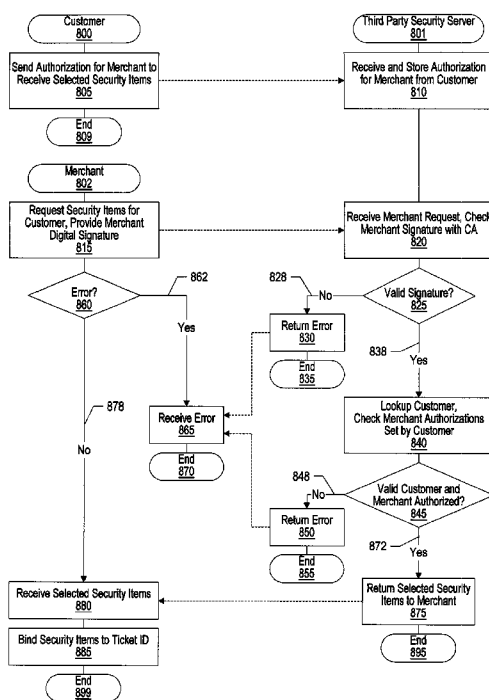 Customer
800
Send Authorization for Merchant to
Receive Selected Security Items
805
End
809
Merchant
802
Request Security Items for
Customer, Provide Merchant
Digital Signature
815
Error?
860
862
Yes
878
No
Receive Error
865
End
870
Receive Selected Security Items
880
Bind Security Items to Ticket ID
885
End
899
Third Party Security Server
801
Receive and Store Authorization
for Merchant from Customer
810
Receive Merchant Request, Check
Merchant Signature with CA
820
Valid Signature?
825
828
No
Return Error
830
End
835
838
Yes
Lookup Customer,
Check Merchant Authorizations
Set by Customer
840
Valid Customer and
Merchant Authorized?
845
848
No
Return Error
850
End
855
872
Yes
Return Selected Security
Items to Merchant
875
End
895